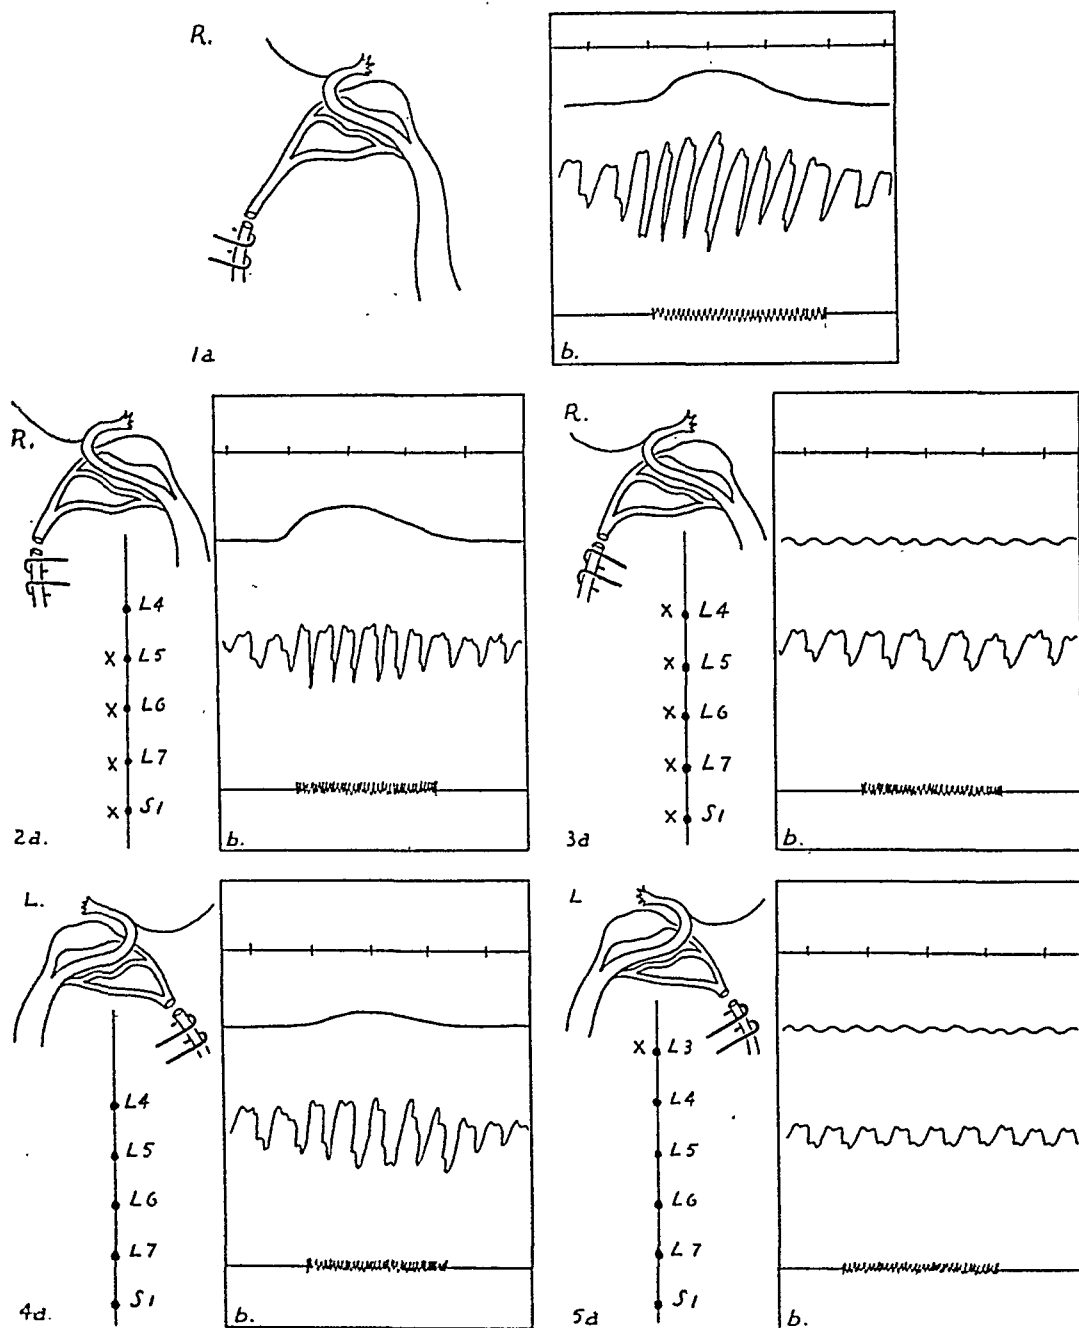 R.
1a
b.
R.
L4
X L5
X L6
X L7
X S1
2a.
b.
R.
X L4
X L5
X L6
X L7
X S1
3a
b.
L.
L4
L5
L6
L7
S1
4a.
b.
L
X L3
L4
L5
L6
L7
S1
5a
b.